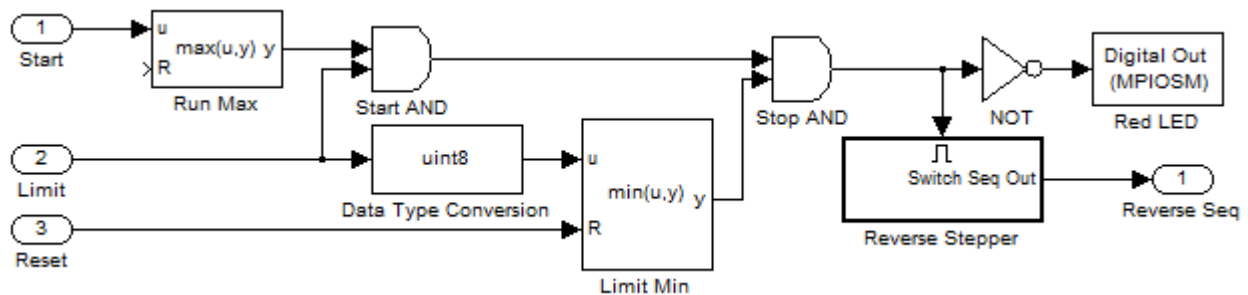 1
Start
u
max(u,y) y
R
Run Max
Start AND
Stop AND
NOT
Digital Out
(MPIOSM)
Red LED
2
Limit
uint8
Data Type Conversion
u
min(u,y) y
R
Limit Min
Switch Seq Out
Reverse Stepper
1
Reverse Seq
3
Reset